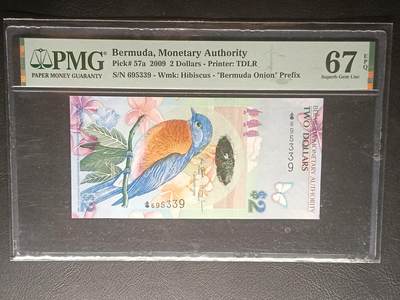 PMG
PAPER MONEY GUARANTY
Bermuda, Monetary Authority
Pick# 57a 2009 2 Dollars - Printer: TDLR
S/N 695339 - Wmk: Hibiscus - "Bermuda Onion" Prefix
67 EPQ
Superb Gem Unc
BERMUDA MONETARY AUTHORITY
TWO DOLLARS
695339
695339
$2
$2